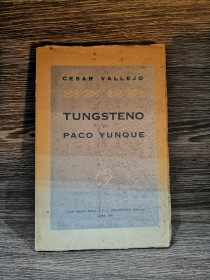 CESAR VALLEJO
TUNGSTENO
Y
PACO YUNQUE